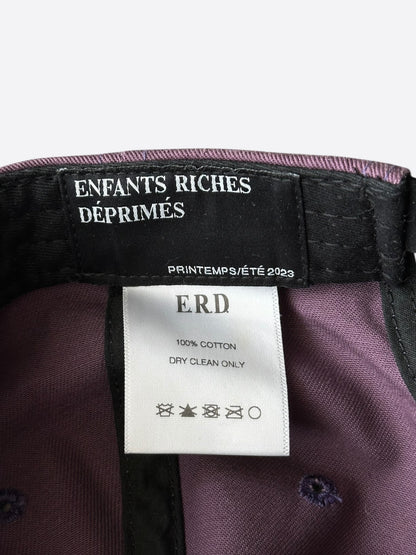 ENFANTS RICHES
DÉPRIMÉS
PRINTEMPS/ÉTÉ 2023
E.R.D.
100% COTTON
DRY CLEAN ONLY